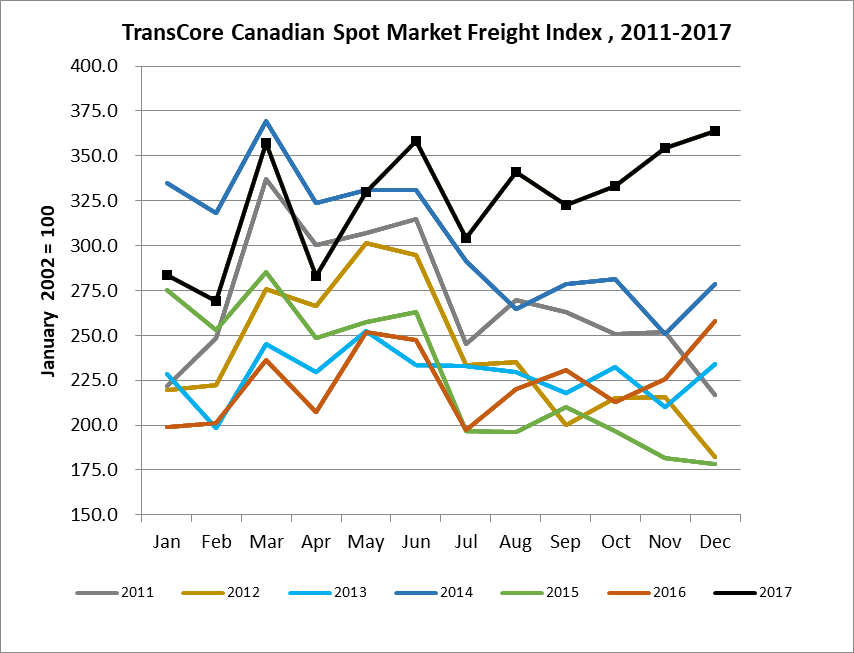 TransCore Canadian Spot Market Freight Index , 2011-2017
400.0
375.0
350.0
325.0
300.0
275.0
250.0
225.0
200.0
175.0
150.0
January 2002 = 100
Jan Feb Mar Apr May Jun Jul Aug Sep Oct Nov Dec
2011 2012 2013 2014 2015 2016 2017